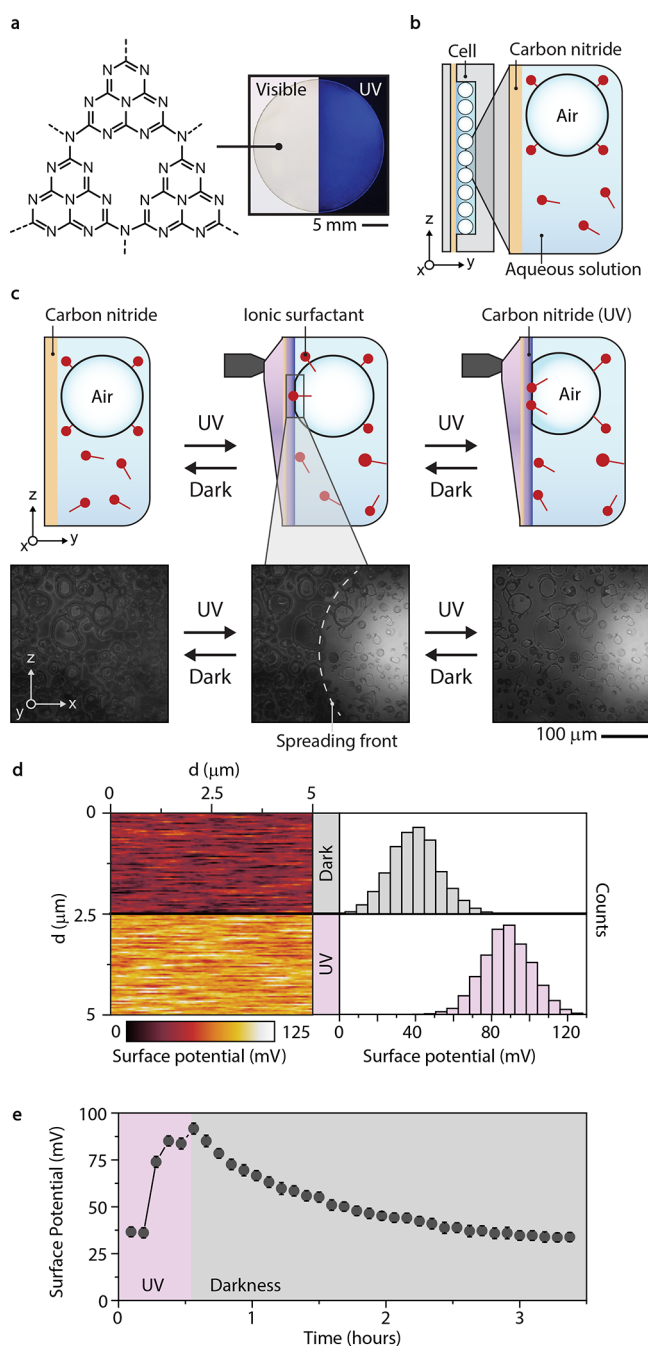 a
N N
N N N
N N N
N N
N N N N
N N N N N N
N N N N N N
N N
Visible
UV
5 mm
b
Cell
Carbon nitride
Air
Aqueous solution
z
x
y
c
Carbon nitride
Ionic surfactant
Carbon nitride (UV)
Air
Air
UV
Dark
UV
Dark
z
x
y
z
y
x
UV
Dark
UV
Dark
Spreading front
100 μm
d
d (μm)
0 2.5 5
0
2.5
5
d (μm)
Dark
UV
Counts
0 125
Surface potential (mV)
0 40 80 120
Surface potential (mV)
e
100
75
50
25
0
Surface Potential (mV)
UV
Darkness
0 1 2 3
Time (hours)